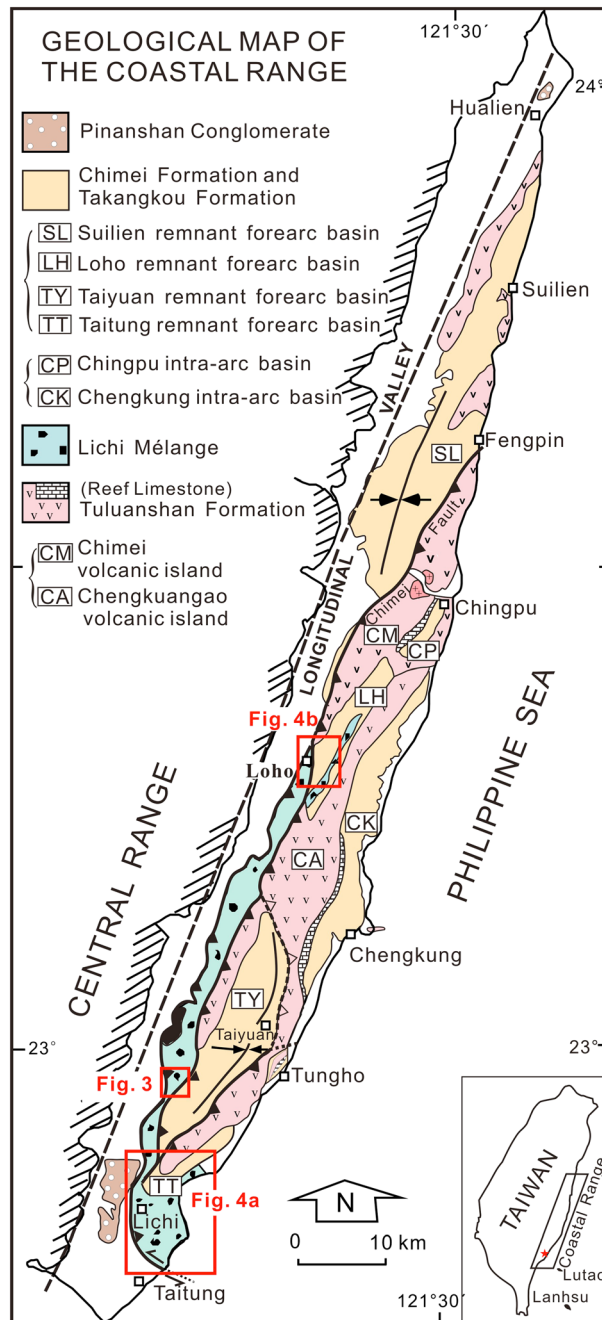 GEOLOGICAL MAP OF
THE COASTAL RANGE
121°30´
24°
Hualien
Pinanshan Conglomerate
Chimei Formation and
Takangkou Formation
SL Suilien remnant forearc basin
LH Loho remnant forearc basin
TY Taiyuan remnant forearc basin
TT Taitung remnant forearc basin
Suilien
CP Chingpu intra-arc basin
CK Chengkung intra-arc basin
VALLEY
Lichi Mélange
SL
Fengpin
(Reef Limestone)
Tuluanshan Formation
Fault
CM Chimei
volcanic island
CA Chengkuangao
volcanic island
LONGITUDINAL
Chimei
Chingpu
CM
CP
LH
Fig. 4b
Loho
PHILIPPINE SEA
CENTRAL RANGE
CK
CA
Chengkung
TY
Taiyuan
23°
23°
Fig. 3
Tungho
TT
Fig. 4a
Lichi
N
0 10 km
Taitung
121°30´
TAIWAN
Coastal Range
Lutao
Lanhsu